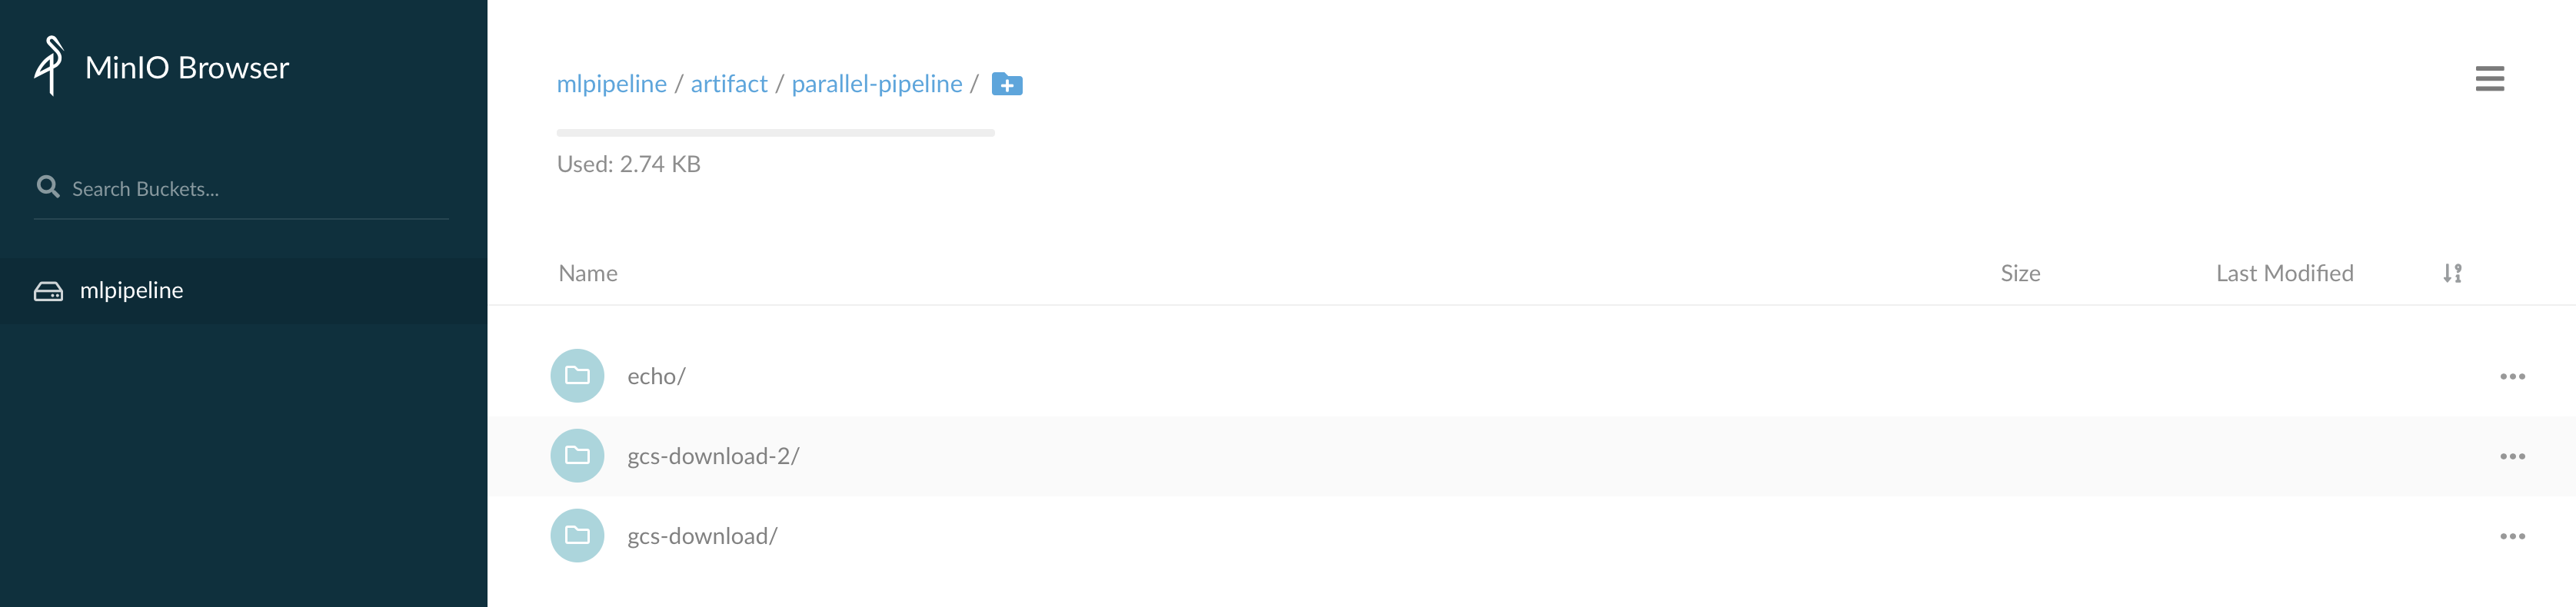 MinIO Browser
Search Buckets...
mlpipeline
mlpipeline / artifact / parallel-pipeline /
Used: 2.74 KB
Name Size Last Modified
echo/
gcs-download-2/
gcs-download/